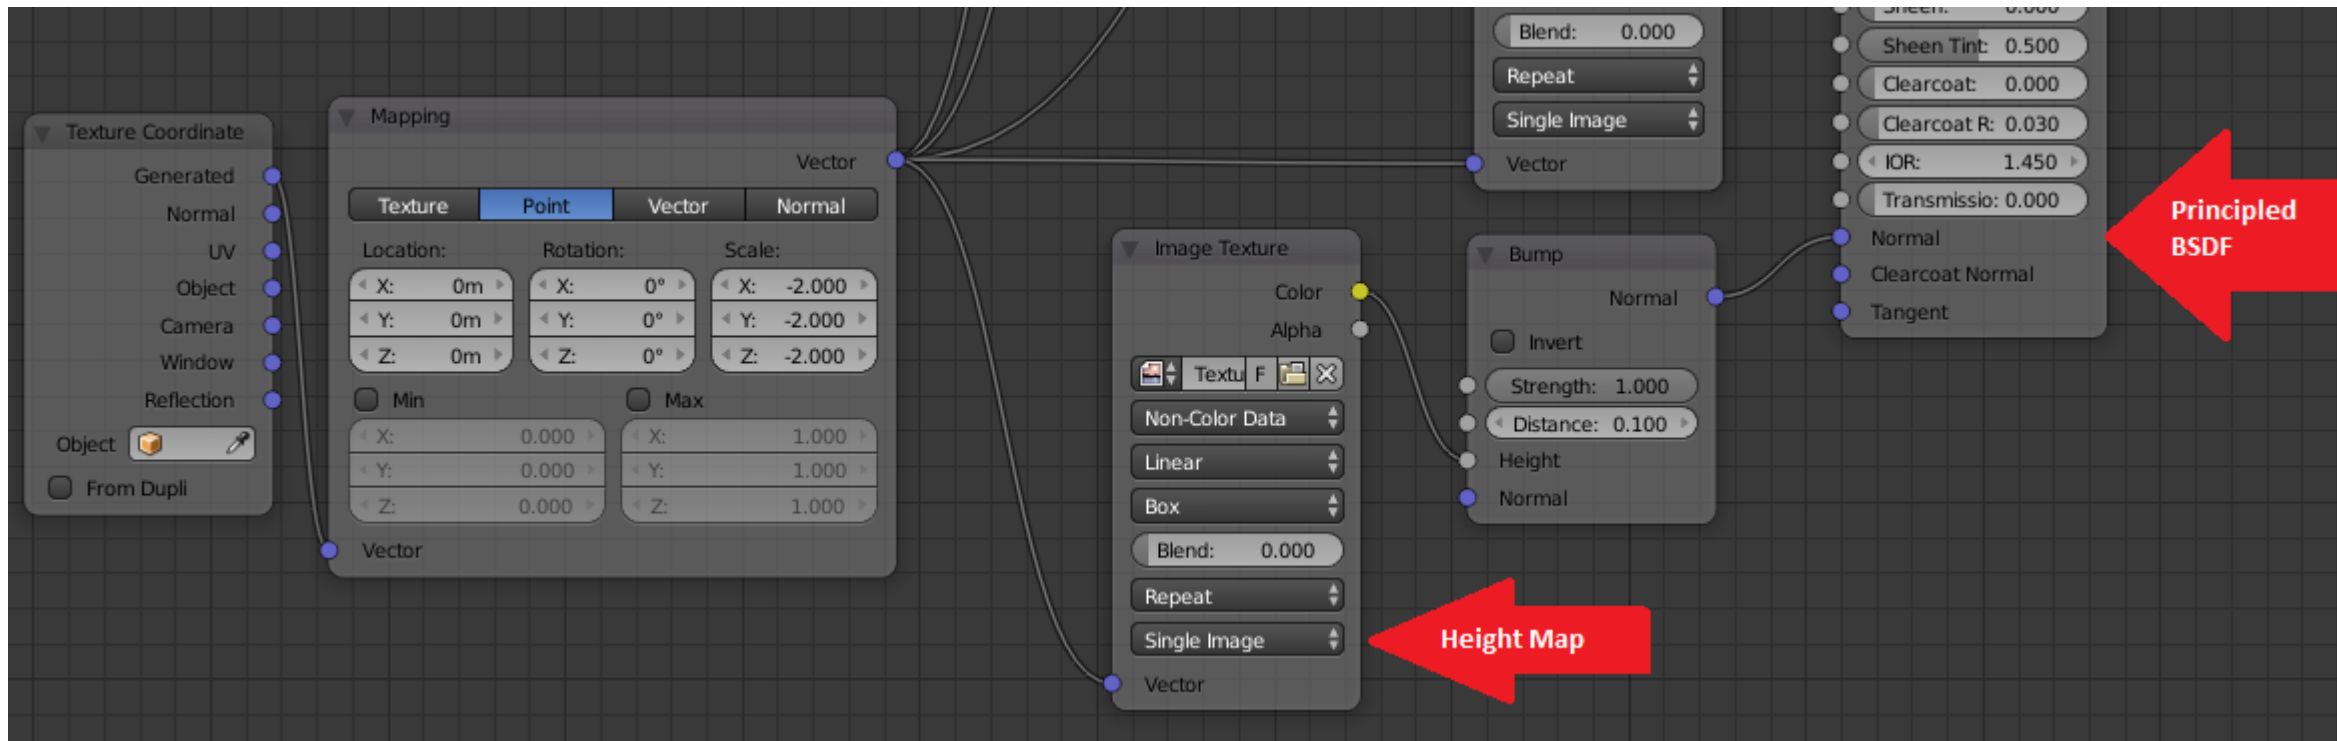 Texture Coordinate
Generated
Normal
UV
Object
Camera
Window
Reflection
Object
From Dupli
Mapping
Vector
Texture Point Vector Normal
Location: Rotation: Scale:
X: 0m X: 0° X: -2.000
Y: 0m Y: 0° Y: -2.000
Z: 0m Z: 0° Z: -2.000
Min Max
X: 0.000 X: 1.000
Y: 0.000 Y: 1.000
Z: 0.000 Z: 1.000
Vector
Image Texture
Color
Alpha
Textu F
Non-Color Data
Linear
Box
Blend: 0.000
Repeat
Single Image
Vector
Height Map
Blend: 0.000
Repeat
Single Image
Vector
Bump
Normal
Invert
Strength: 1.000
Distance: 0.100
Height
Normal
Sheen: 0.000
Sheen Tint: 0.500
Clearcoat: 0.000
Clearcoat R: 0.030
IOR: 1.450
Transmissio: 0.000
Normal
Clearcoat Normal
Tangent
Principled
BSDF